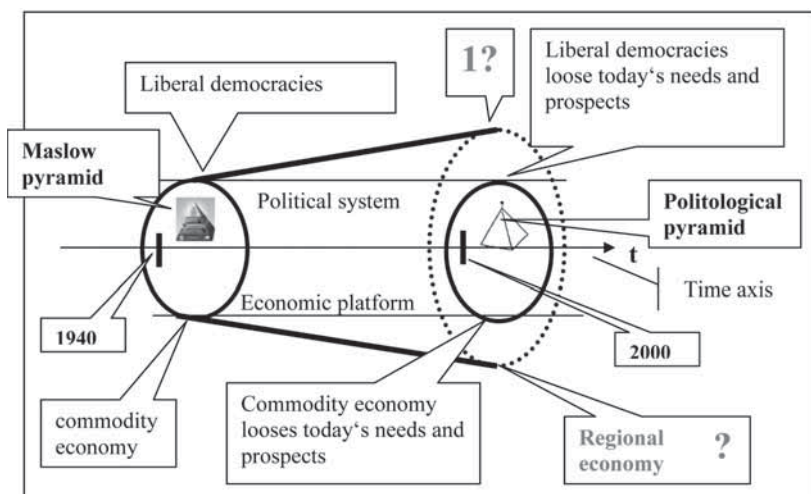 Liberal democracies
1?
Liberal democracies
loose today‘s needs and
prospects
Maslow
pyramid
Political system
Politological
pyramid
t
Time axis
Economic platform
1940
2000
commodity
economy
Commodity economy
looses today‘s needs and
prospects
Regional ?
economy